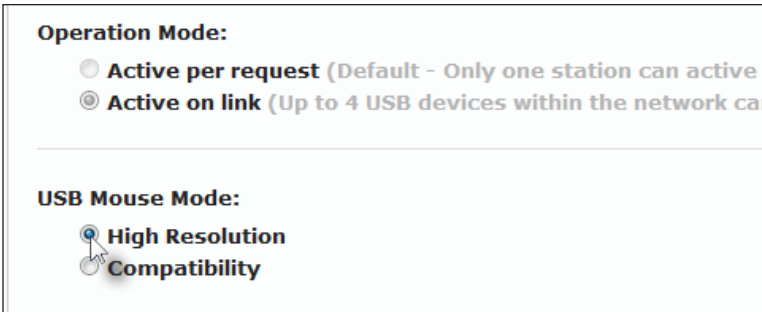 Operation Mode:
Active per request (Default - Only one station can active
Active on link (Up to 4 USB devices within the network
USB Mouse Mode:
High Resolution
Compatibility